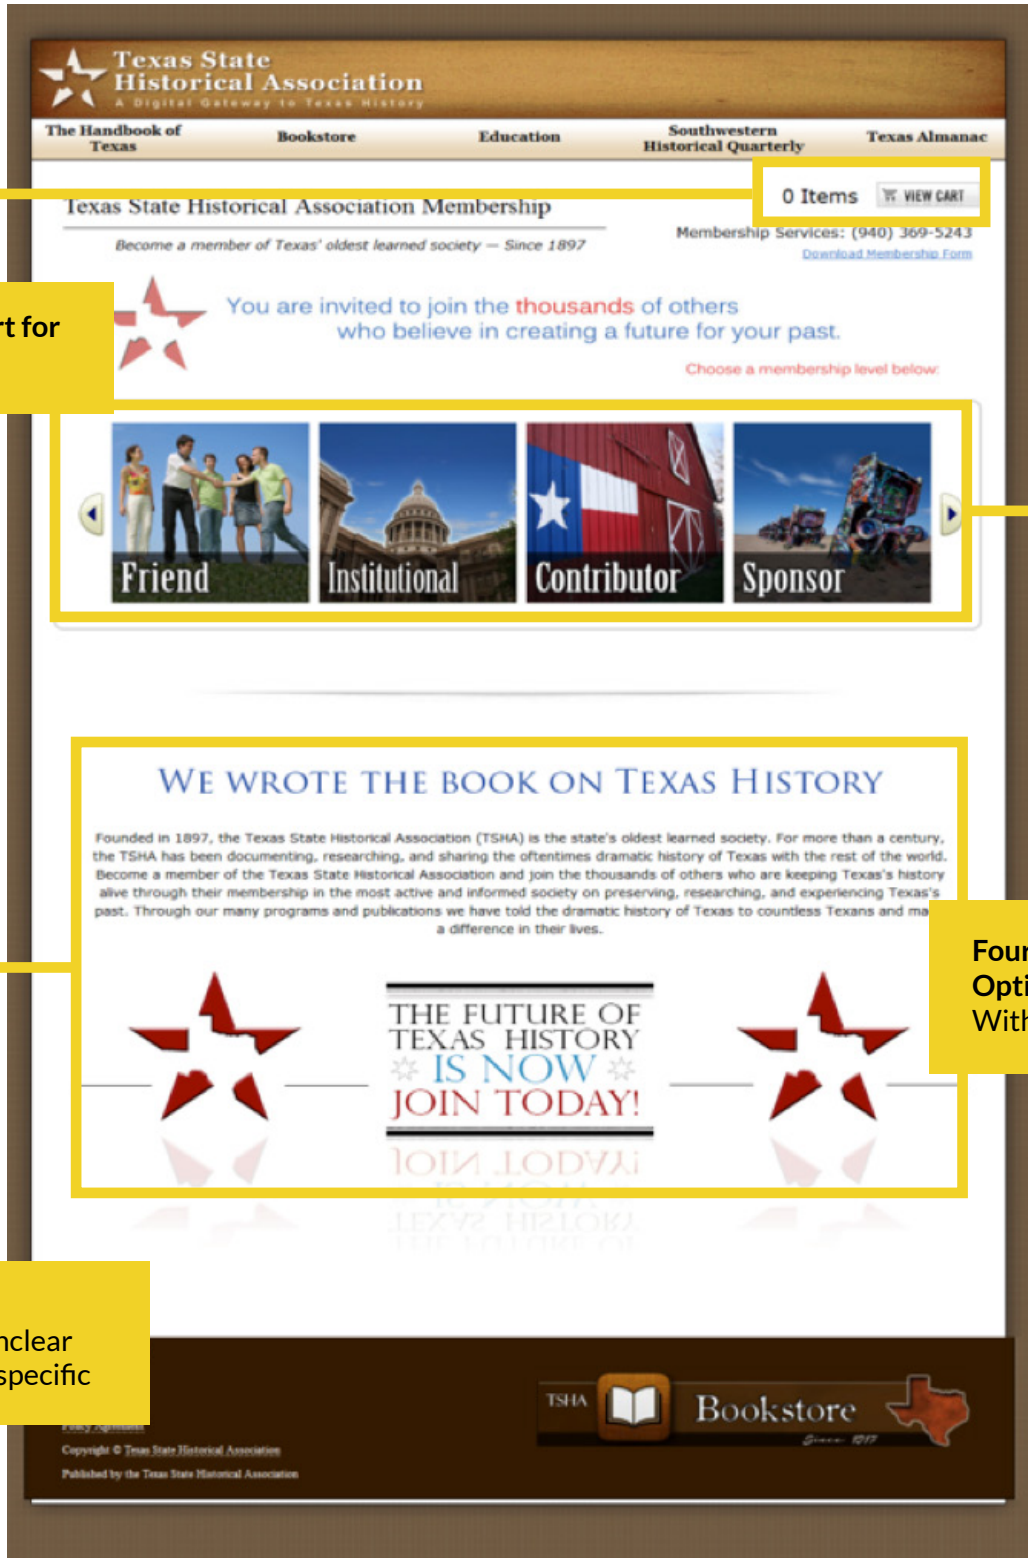 Texas State
Historical Association
A Digital Gateway to Texas History
The Handbook of
Texas
Bookstore
Education
Southwestern
Historical Quarterly
Texas Almanac
0 Items
VIEW CART
Texas State Historical Association Membership
Become a member of Texas' oldest learned society — Since 1897
Membership Services: (940) 369-5243
Download Membership Form
rt for
You are invited to join the thousands of others
who believe in creating a future for your past.
Choose a membership level below:
Friend
Institutional
Contributor
Sponsor
WE WROTE THE BOOK ON TEXAS HISTORY
Founded in 1897, the Texas State Historical Association (TSHA) is the state's oldest learned society. For more than a century,
the TSHA has been documenting, researching, and sharing the oftentimes dramatic history of Texas with the rest of the world.
Become a member of the Texas State Historical Association and join the thousands of others who are keeping Texas's history
alive through their membership in the most active and informed society on preserving, researching, and experiencing Texas's
past. Through our many programs and publications we have told the dramatic history of Texas to countless Texans and ma
a difference in their lives.
Four
Opti
With
THE FUTURE OF
TEXAS HISTORY
IS NOW
JOIN TODAY!
nclear
specific
TSHA
Bookstore
Policy Agreement
Copyright © Texas State Historical Association
Published by the Texas State Historical Association